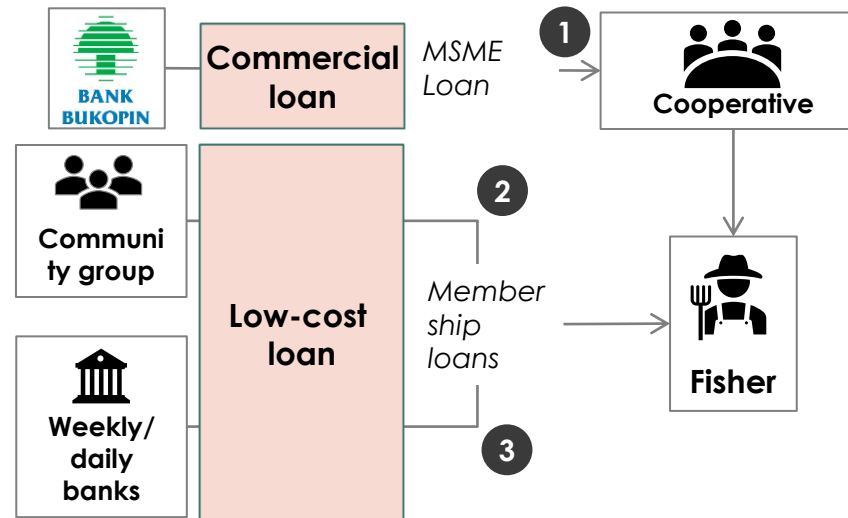 BANK
BUKOPIN
Commercial
loan
MSME
Loan
1
Cooperative
Communi
ty group
2
Low-cost
loan
Member
ship
loans
Fisher
Weekly/
daily
banks
3